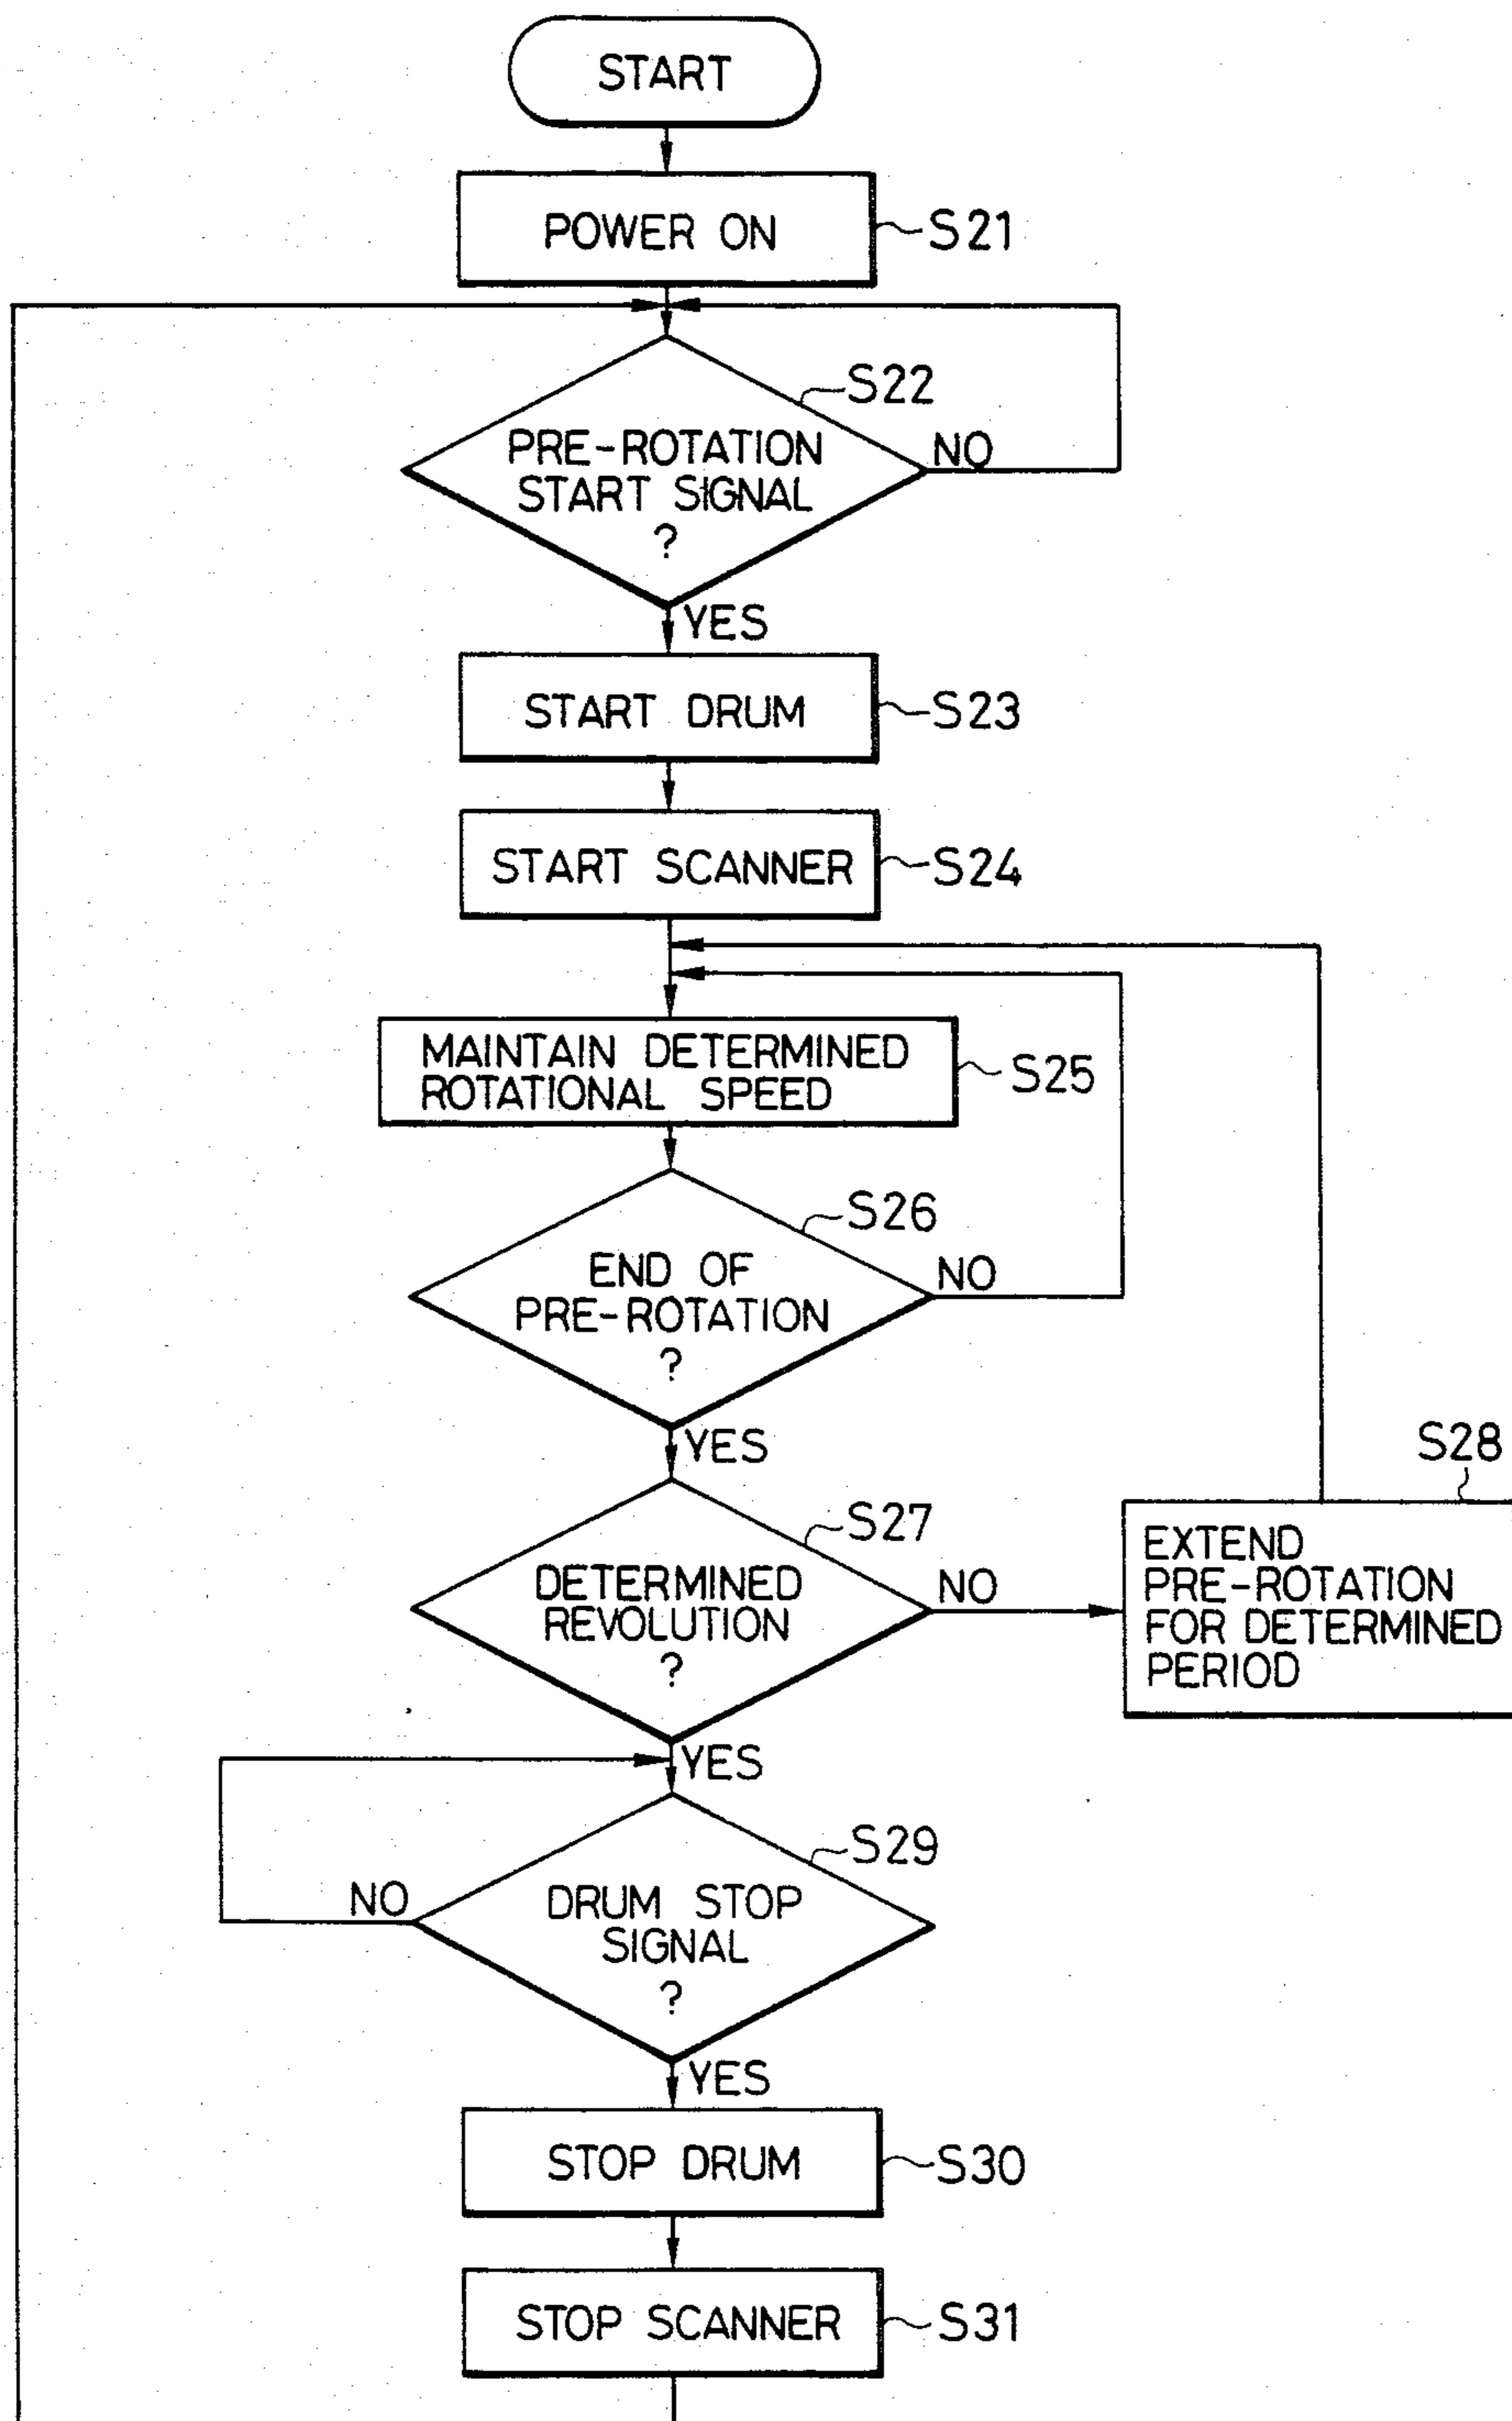 START
POWER ON
S21
S22
PRE-ROTATION
START SIGNAL
?
NO
YES
START DRUM
S23
START SCANNER
S24
MAINTAIN DETERMINED
ROTATIONAL SPEED
S25
S26
END OF
PRE-ROTATION
?
NO
YES
S27
DETERMINED
REVOLUTION
?
NO
S28
EXTEND
PRE-ROTATION
FOR DETERMINED
PERIOD
YES
S29
NO
DRUM STOP
SIGNAL
?
YES
STOP DRUM
S30
STOP SCANNER
S31